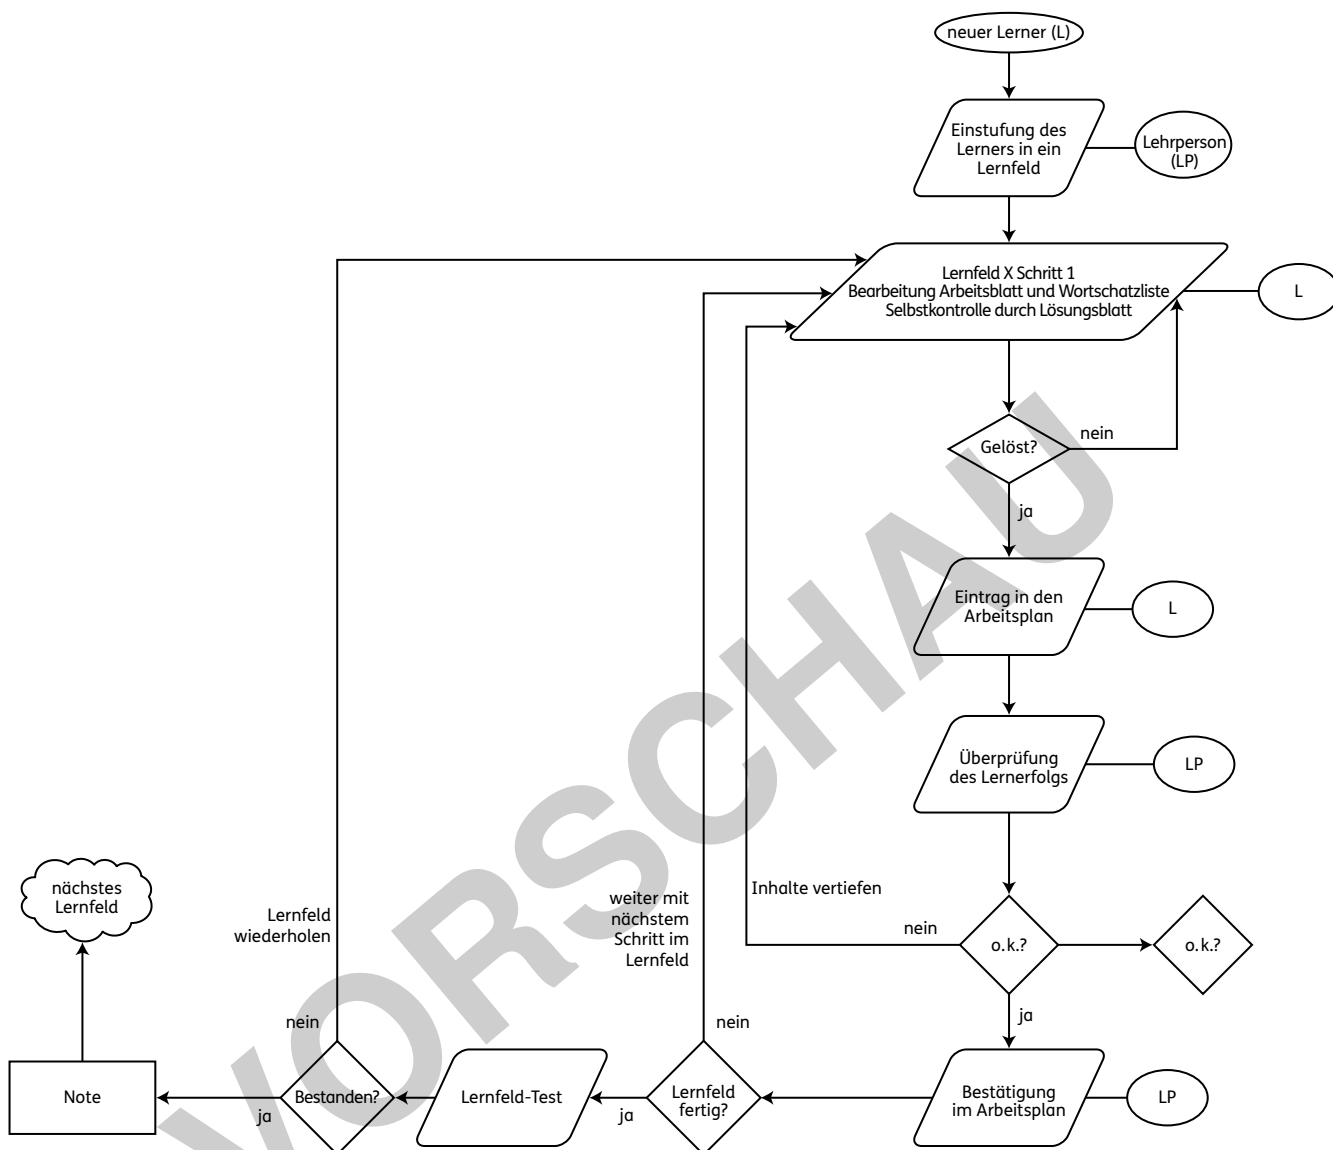 neuer Lerner (L)
Einstufung des
Lerners in ein
Lernfeld
Lehrperson
(LP)
Lernfeld X Schritt 1
Bearbeitung Arbeitsblatt und Wortschatzliste
Selbstkontrolle durch Lösungsblatt
L
Gelöst?
nein
ja
Eintrag in den
Arbeitsplan
L
Überprüfung
des Lernerfolgs
LP
Inhalte vertiefen
nein
o.k.?
o.k.?
ja
Bestätigung
im Arbeitsplan
LP
weiter mit
nächstem
Schritt im
Lernfeld
nein
Lernfeld
fertig?
ja
Lernfeld-Test
Lernfeld
wiederholen
nein
Bestanden?
ja
Note
nächstes
Lernfeld
VORSCHAU